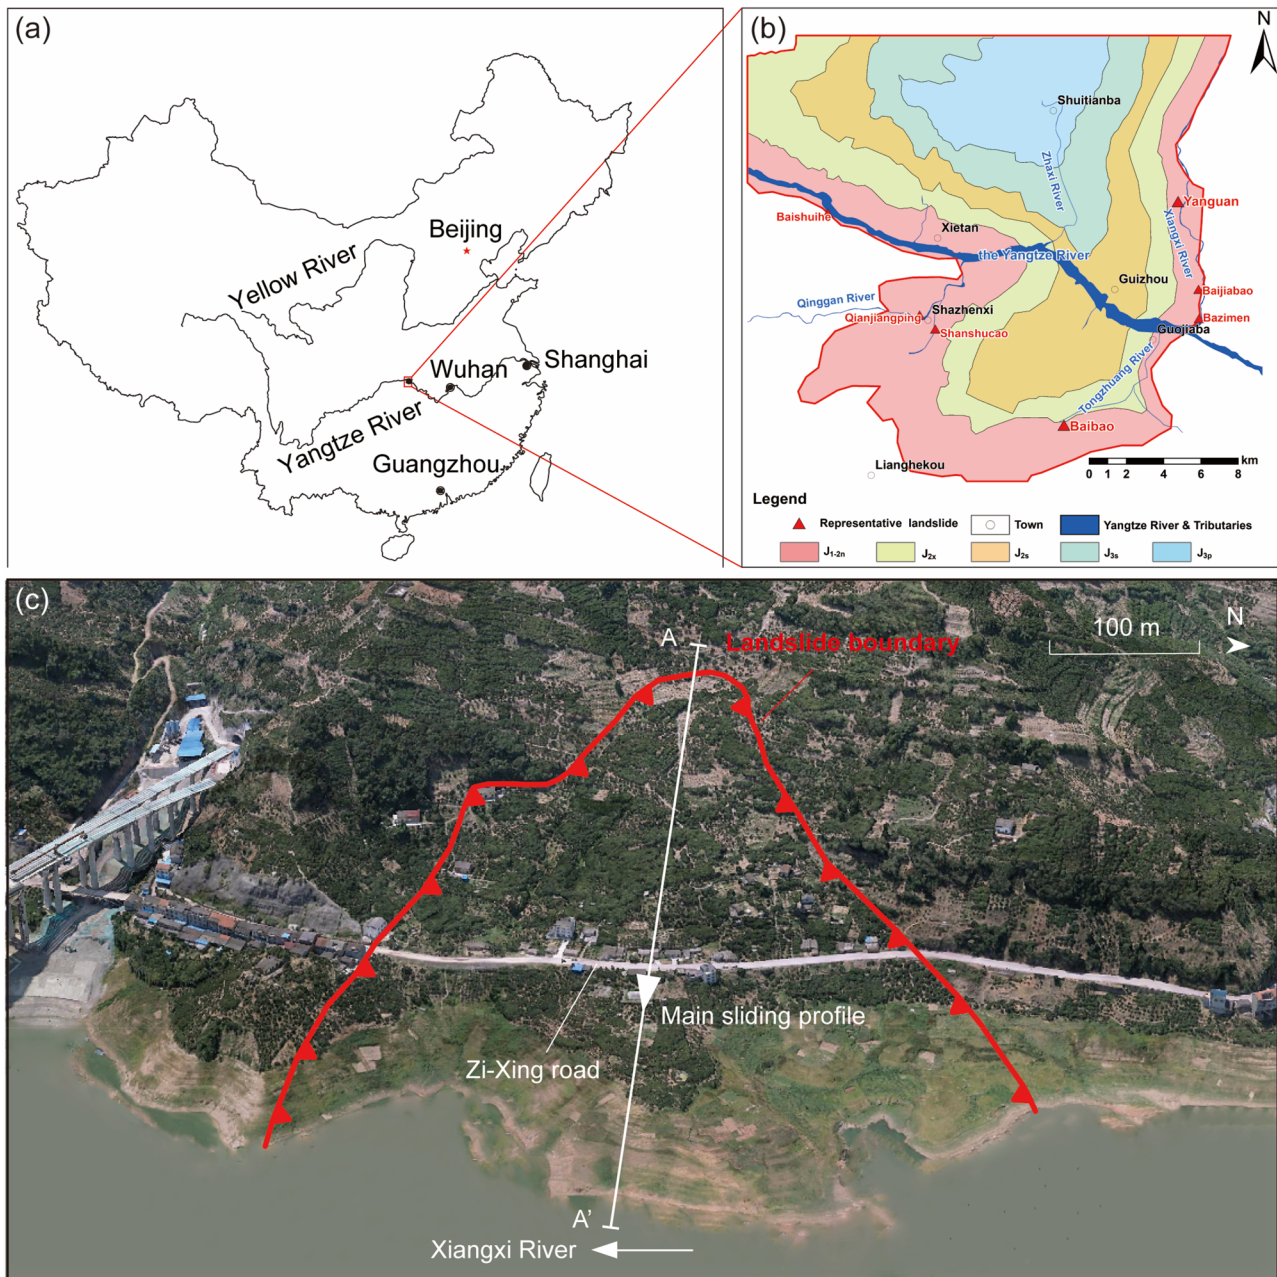 (a)
Beijing
Yellow River
Wuhan
Shanghai
Yangtze River
Guangzhou
(b)
N
Shuitianba
Zhaxi River
Yanguan
Baishuihe
Xietan
Xiangxi River
the Yangtze River
Guizhou
Baijiabao
Qinggan River
Shazhenxi
Qianjiangping
Bazimen
Shanshucao
Guojiaba
Tongzhuang River
Baibao
Lianghekou
0 1 2 4 6 8 km
Legend
Representative landslide
Town
Yangtze River & Tributaries
J1-2n
J2x
J2s
J3s
J3p
(c)
A
Landslide boundary
100 m
N
Main sliding profile
Zi-Xing road
A’
Xiangxi River